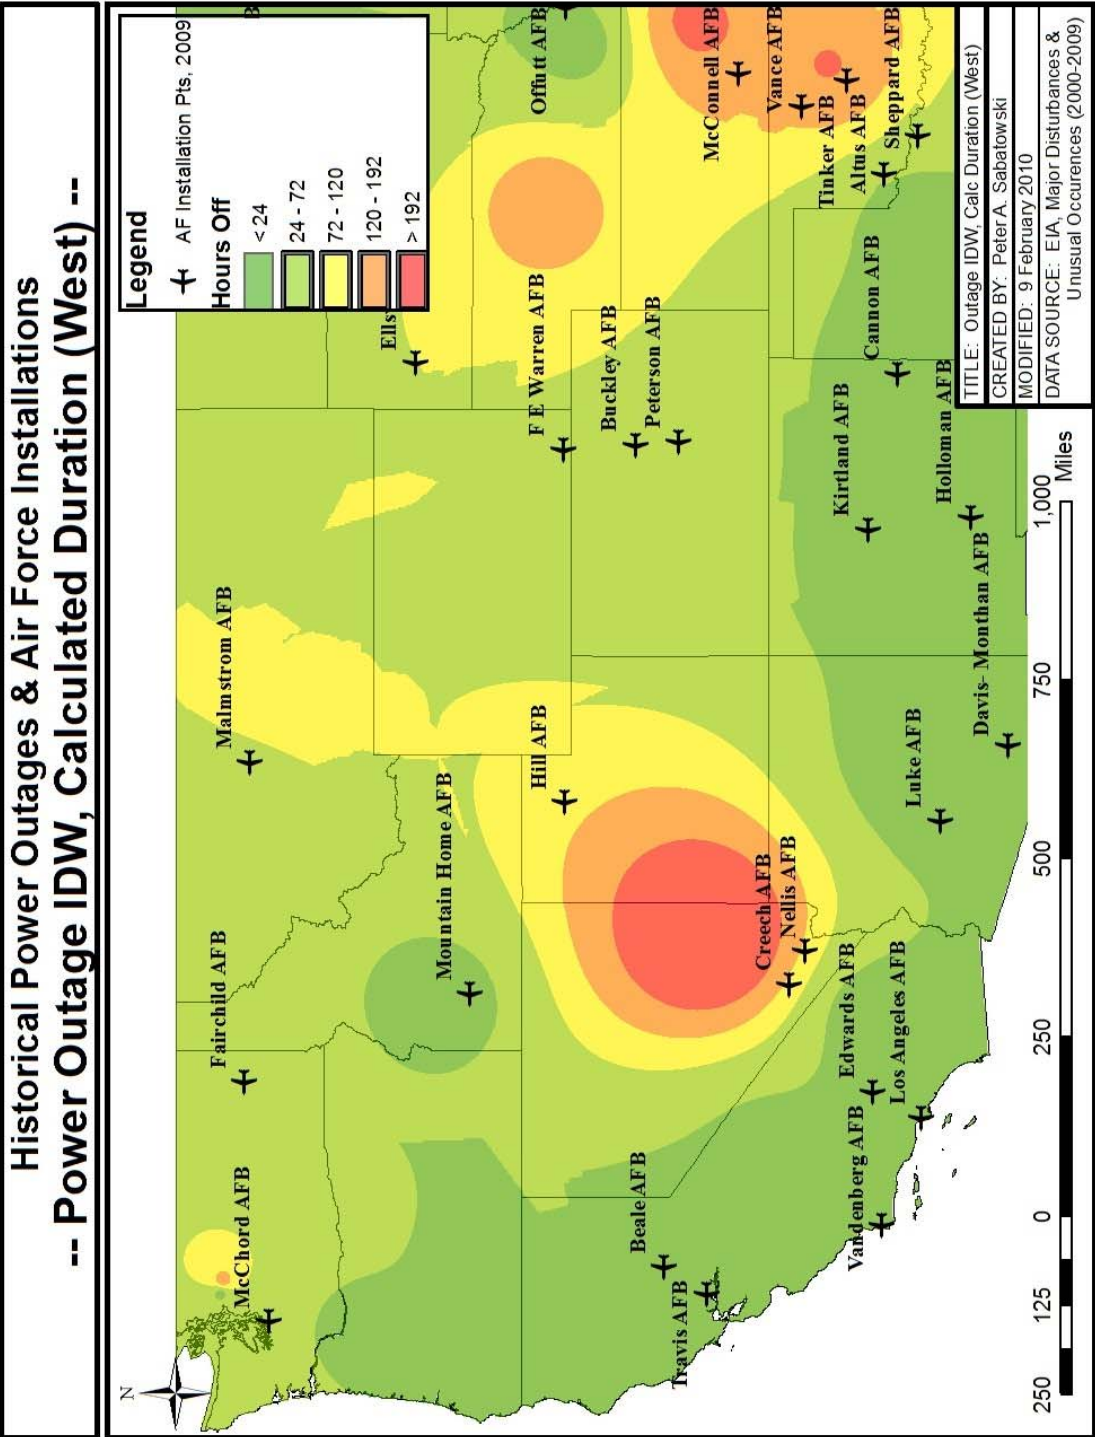 Historical Power Outages & Air Force Installations
-- Power Outage IDW, Calculated Duration (West) --
N
Legend
AF Installation Pts, 2009
Hours Off
< 24
24 - 72
72 - 120
120 - 192
> 192
McChord AFB
Fairchild AFB
Malmstrom AFB
Ells
Mountain Home AFB
Hill AFB
F E Warren AFB
Offutt AFB
Beale AFB
Buckley AFB
Peterson AFB
Travis AFB
McConnell AFB
Creech AFB
Nellis AFB
Vance AFB
Tinker AFB
Altus AFB
Sheppard AFB
Vandenberg AFB
Edwards AFB
Los Angeles AFB
Kirtland AFB
Cannon AFB
Luke AFB
Holloman AFB
Davis- Monthan AFB
250 125 0 250 500 750 1,000
Miles
TITLE: Outage IDW, Calc Duration (West)
CREATED BY: Peter A. Sabatowski
MODIFIED: 9 February 2010
DATA SOURCE: EIA, Major Disturbances &
Unusual Occurences (2000-2009)